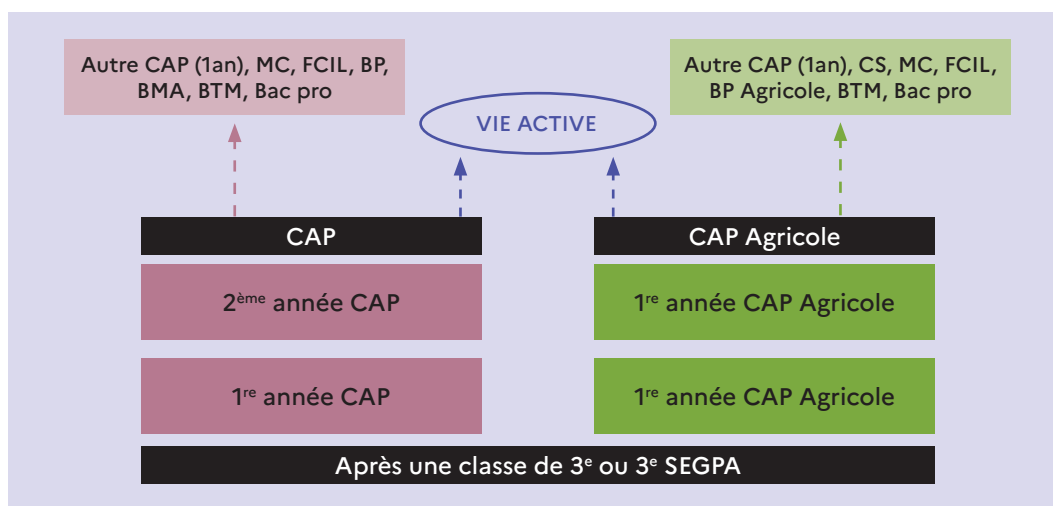 Autre CAP (1an), MC, FCIL, BP,
BMA, BTM, Bac pro
Autre CAP (1an), CS, MC, FCIL,
BP Agricole, BTM, Bac pro
VIE ACTIVE
CAP
CAP Agricole
2ème année CAP
1re année CAP Agricole
1re année CAP
1re année CAP Agricole
Après une classe de 3e ou 3e SEGPA